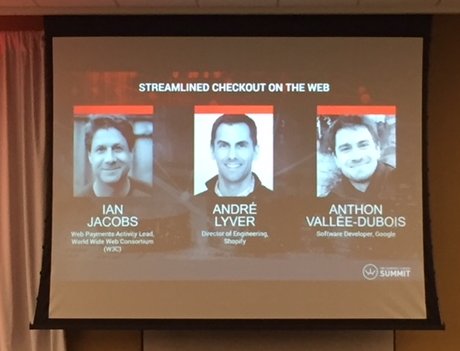 STREAMLINED CHECKOUT ON THE WEB
IAN
JACOBS
Web Payments Activity Lead,
World Wide Web Consortium
(W3C)
ANDRÉ
LYVER
Director of Engineering,
Shopify
ANTHON
VALLÉE-DUBOIS
Software Developer, Google
SUMMIT